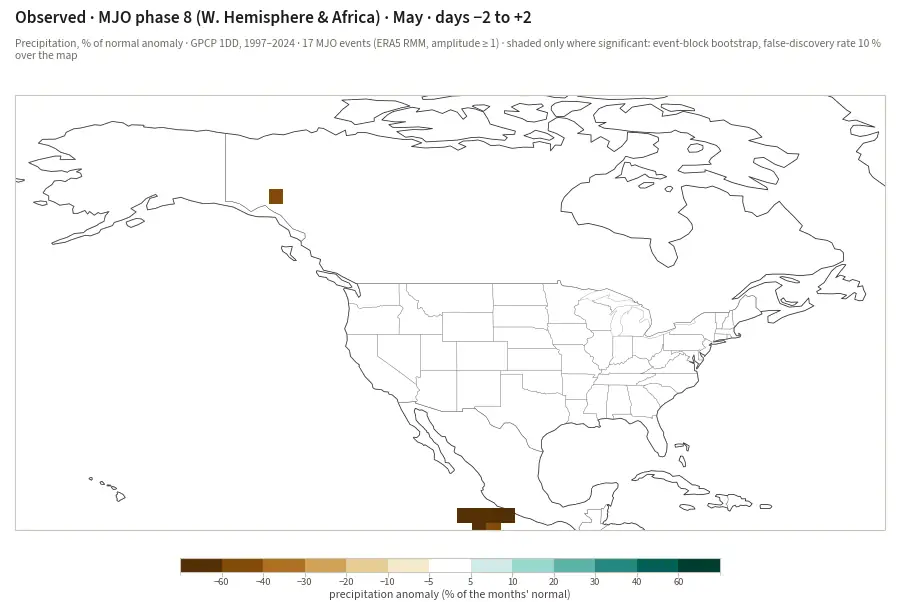 Observed · MJO phase 8 (W. Hemisphere & Africa) · May · days −2 to +2
Precipitation, % of normal anomaly · GPCP 1DD, 1997–2024 · 17 MJO events (ERA5 RMM, amplitude ≥ 1) · shaded only where significant: event-block bootstrap, false-discovery rate 10 %
over the map
−60 −40 −30 −20 −10 −5 5 10 20 30 40 60
precipitation anomaly (% of the months' normal)